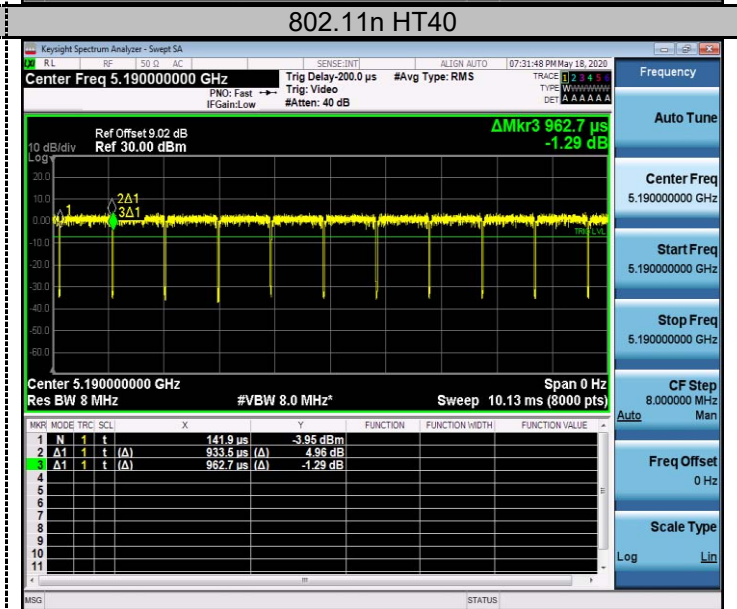 802.11n HT40
Keysight Spectrum Analyzer - Swept SA
RL RF 50 Ω AC SENSE:INT ALIGN AUTO 07:31:48 PM May 18, 2020
Center Freq 5.190000000 GHz Trig Delay-200.0 µs #Avg Type: RMS TRACE 1 2 3 4 5 6
PNO: Fast Trig: Video TYPE W
IFGain:Low #Atten: 40 dB DET A A A A A A
Frequency
Auto Tune
Ref Offset 9.02 dB ΔMkr3 962.7 µs
10 dB/div Ref 30.00 dBm -1.29 dB
Log
20.0
10.0
0.00
-10.0
-20.0
-30.0
-40.0
-50.0
-60.0
1
2Δ1
3Δ1
TRIG LVL
Center 5.190000000 GHz Span 0 Hz
Res BW 8 MHz #VBW 8.0 MHz* Sweep 10.13 ms (8000 pts)
MKR MODE TRC SCL X Y FUNCTION FUNCTION WIDTH FUNCTION VALUE
1 N 1 t 141.9 µs -3.95 dBm
2 Δ1 1 t (Δ) 933.5 µs (Δ) 4.96 dB
3 Δ1 1 t (Δ) 962.7 µs (Δ) -1.29 dB
4
5
6
7
8
9
10
11
Center Freq
5.190000000 GHz
Start Freq
5.190000000 GHz
Stop Freq
5.190000000 GHz
CF Step
8.000000 MHz
Auto Man
Freq Offset
0 Hz
Scale Type
Log Lin
MSG STATUS